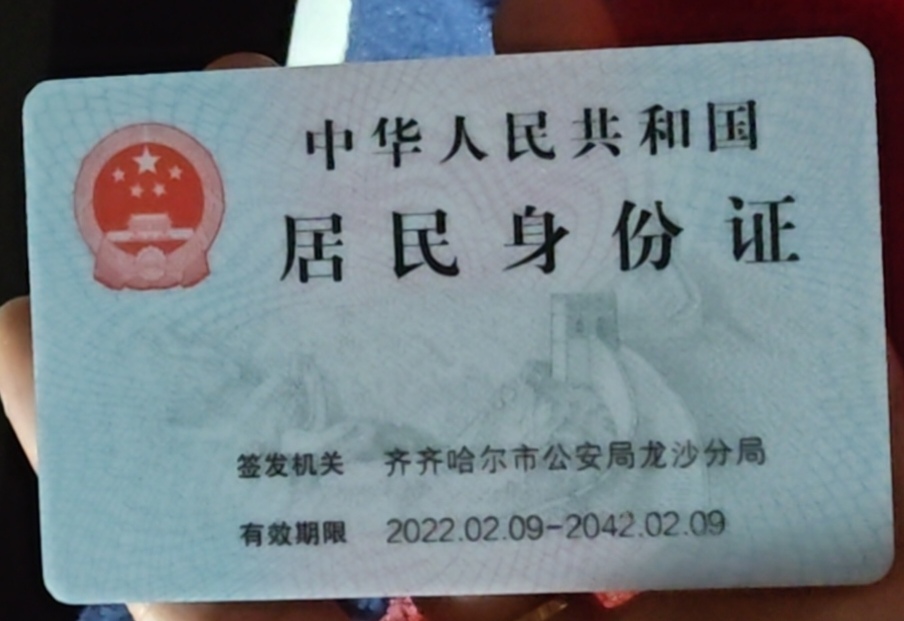 中华人民共和国
居民身份证
签发机关 齐齐哈尔市公安局龙沙分局
有效期限 2022.02.09-2042.02.09